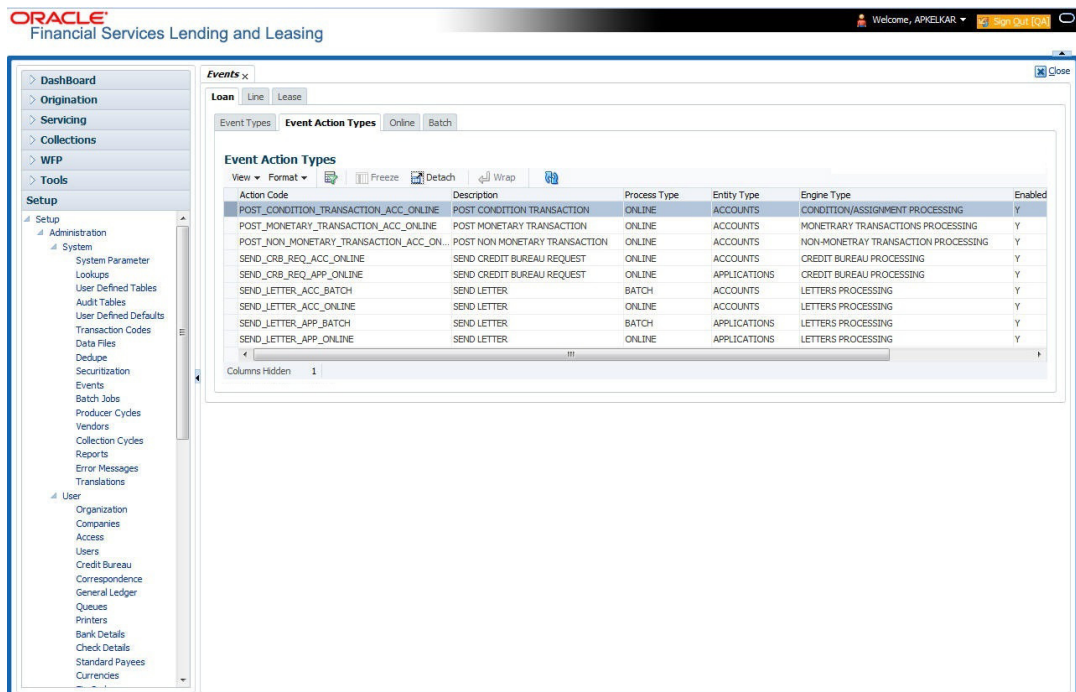 ORACLE®
Financial Services Lending and Leasing
Welcome, APKELKAR
Sign Out [QA]
DashBoard
Origination
Servicing
Collections
WFP
Tools
Setup
Setup
Administration
System
System Parameter
Lookups
User Defined Tables
Audit Tables
User Defined Defaults
Transaction Codes
Data Files
Dedupe
Securitization
Events
Batch Jobs
Producer Cycles
Vendors
Collection Cycles
Reports
Error Messages
Translations
User
Organization
Companies
Access
Users
Credit Bureau
Correspondence
General Ledger
Queues
Printers
Bank Details
Check Details
Standard Payees
Currencies
Events
Close
Loan Line Lease
Event Types Event Action Types Online Batch
Event Action Types
View Format Freeze Detach Wrap
Action Code Description Process Type Entity Type Engine Type Enabled
POST_CONDITION_TRANSACTION_ACC_ONLINE POST CONDITION TRANSACTION ONLINE ACCOUNTS CONDITION/ASSIGNMENT PROCESSING Y
POST_MONETARY_TRANSACTION_ACC_ONLINE POST MONETARY TRANSACTION ONLINE ACCOUNTS MONETRARY TRANSACTIONS PROCESSING Y
POST_NON_MONETARY_TRANSACTION_ACC_ON... POST NON MONETARY TRANSACTION ONLINE ACCOUNTS NON-MONETRAY TRANSACTION PROCESSING Y
SEND_CRB_REQ_ACC_ONLINE SEND CREDIT BUREAU REQUEST ONLINE ACCOUNTS CREDIT BUREAU PROCESSING Y
SEND_CRB_REQ_APP_ONLINE SEND CREDIT BUREAU REQUEST ONLINE APPLICATIONS CREDIT BUREAU PROCESSING Y
SEND_LETTER_ACC_BATCH SEND LETTER BATCH ACCOUNTS LETTERS PROCESSING Y
SEND_LETTER_ACC_ONLINE SEND LETTER ONLINE ACCOUNTS LETTERS PROCESSING Y
SEND_LETTER_APP_BATCH SEND LETTER BATCH APPLICATIONS LETTERS PROCESSING Y
SEND_LETTER_APP_ONLINE SEND LETTER ONLINE APPLICATIONS LETTERS PROCESSING Y
Columns Hidden 1